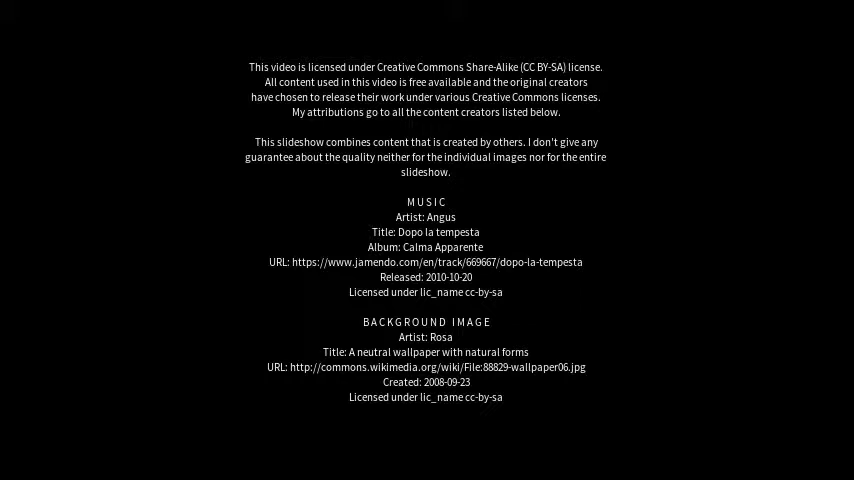 This video is licensed under Creative Commons Share-Alike (CC BY-SA) license.
All content used in this video is free available and the original creators
have chosen to release their work under various Creative Commons licenses.
My attributions go to all the content creators listed below.
This slideshow combines content that is created by others. I don't give any
guarantee about the quality neither for the individual images nor for the entire
slideshow.
MUSIC
Artist: Angus
Title: Dopo la tempesta
Album: Calma Apparente
URL: https://www.jamendo.com/en/track/669667/dopo-la-tempesta
Released: 2010-10-20
Licensed under lic_name cc-by-sa
BACKGROUND IMAGE
Artist: Rosa
Title: A neutral wallpaper with natural forms
URL: http://commons.wikimedia.org/wiki/File:88829-wallpaper06.jpg
Created: 2008-09-23
Licensed under lic_name cc-by-sa